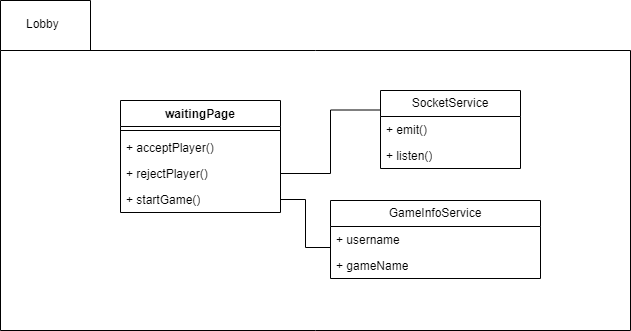 Lobby
waitingPage
+ acceptPlayer()
+ rejectPlayer()
+ startGame()
SocketService
+ emit()
+ listen()
GameInfoService
+ username
+ gameName